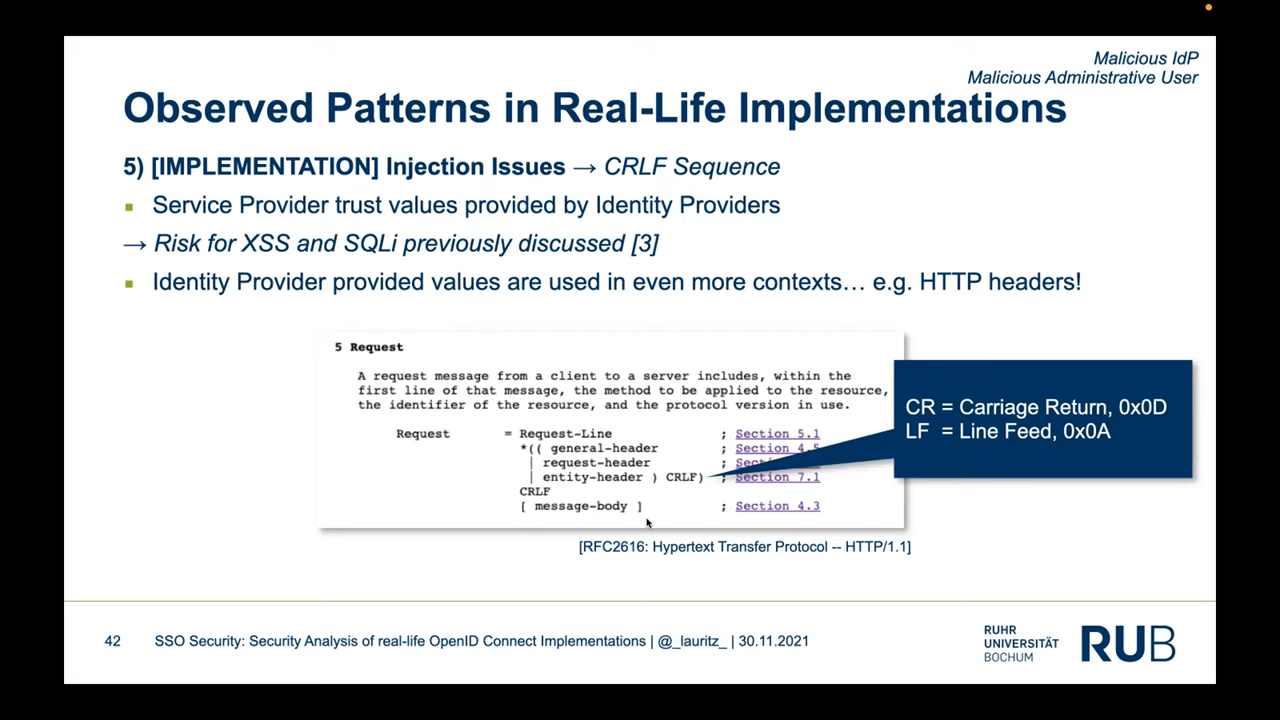 Malicious IdP
Malicious Administrative User
Observed Patterns in Real-Life Implementations
5) [IMPLEMENTATION] Injection Issues → CRLF Sequence
▪ Service Provider trust values provided by Identity Providers
→ Risk for XSS and SQLi previously discussed [3]
▪ Identity Provider provided values are used in even more contexts… e.g. HTTP headers!
5 Request
A request message from a client to a server includes, within the
first line of that message, the method to be applied to the resource,
the identifier of the resource, and the protocol version in use.
Request = Request-Line ; Section 5.1
*(( general-header ; Section 4.5
| request-header ; Section
| entity-header ) CRLF) ; Section 7.1
CRLF
[ message-body ] ; Section 4.3
CR = Carriage Return, 0x0D
LF = Line Feed, 0x0A
[RFC2616: Hypertext Transfer Protocol -- HTTP/1.1]
42 SSO Security: Security Analysis of real-life OpenID Connect Implementations | @_lauritz_ | 30.11.2021
RUHR
UNIVERSITÄT
BOCHUM
RUB